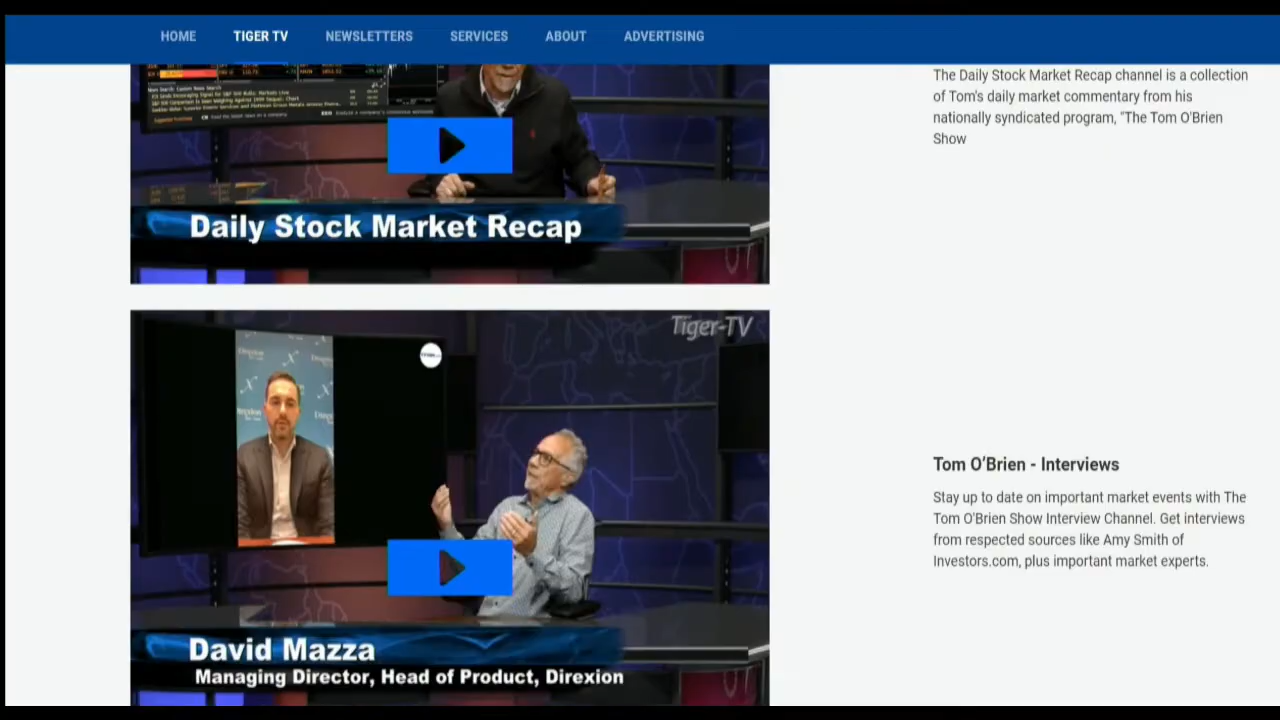 HOME TIGER TV NEWSLETTERS SERVICES ABOUT ADVERTISING
The Daily Stock Market Recap channel is a collection
of Tom's daily market commentary from his
nationally syndicated program, "The Tom O'Brien
Show
Daily Stock Market Recap
Tiger-TV
Tom O’Brien - Interviews
Stay up to date on important market events with The
Tom O'Brien Show Interview Channel. Get interviews
from respected sources like Amy Smith of
Investors.com, plus important market experts.
David Mazza
Managing Director, Head of Product, Direxion